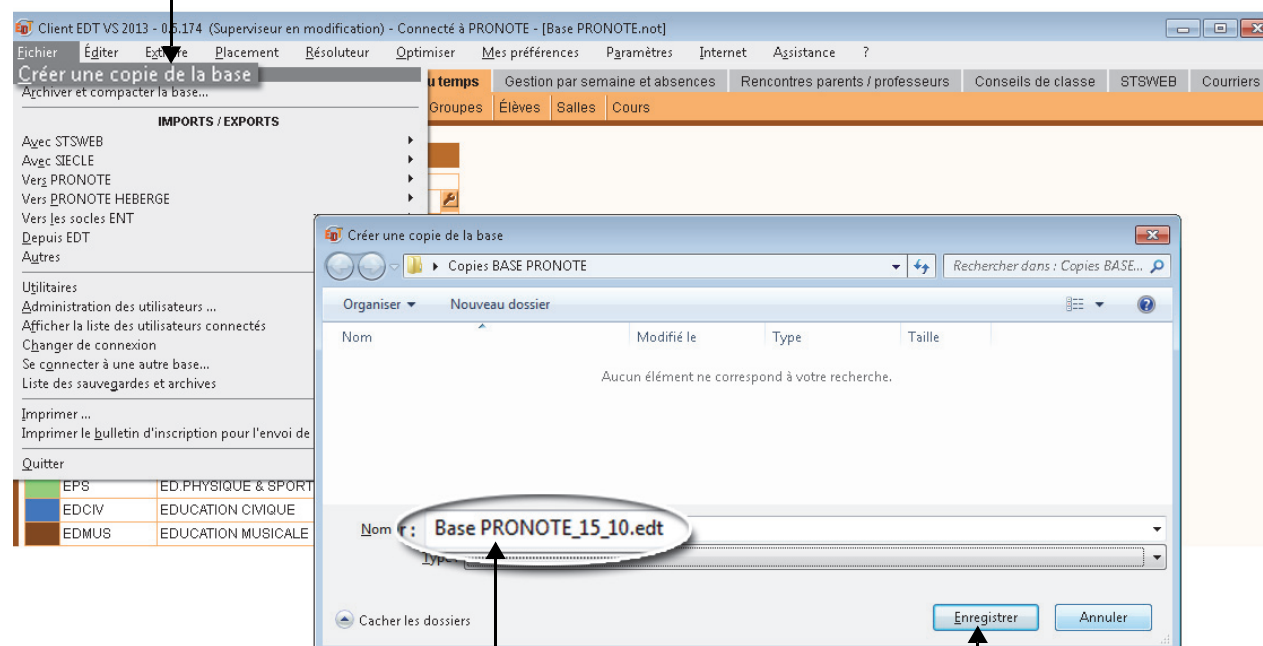 Client EDT VS 2013 - 0.5.174 (Superviseur en modification) - Connecté à PRONOTE - [Base PRONOTE.not]
Fichier Éditer Extraire Placement Résoluteur Optimiser Mes préférences Paramètres Internet Assistance ?
Créer une copie de la base
u temps Gestion par semaine et absences Rencontres parents / professeurs Conseils de classe STSWEB Courriers
Archiver et compacter la base...
Groupes Élèves Salles Cours
IMPORTS / EXPORTS
Avec STSWEB
Avec SIECLE
Vers PRONOTE
Vers PRONOTE HEBERGE
Vers les socles ENT
Depuis EDT
Autres
Utilitaires
Administration des utilisateurs ...
Afficher la liste des utilisateurs connectés
Changer de connexion
Se connecter à une autre base...
Liste des sauvegardes et archives
Imprimer ...
Imprimer le bulletin d'inscription pour l'envoi de
Quitter
EPS ED.PHYSIQUE & SPORT
EDCIV EDUCATION CIVIQUE
EDMUS EDUCATION MUSICALE
Créer une copie de la base
Copies BASE PRONOTE Rechercher dans : Copies BASE...
Organiser Nouveau dossier
Nom Modifié le Type Taille
Aucun élément ne correspond à votre recherche.
Nom r : Base PRONOTE_15_10.edt
Type :
Cacher les dossiers Enregistrer Annuler